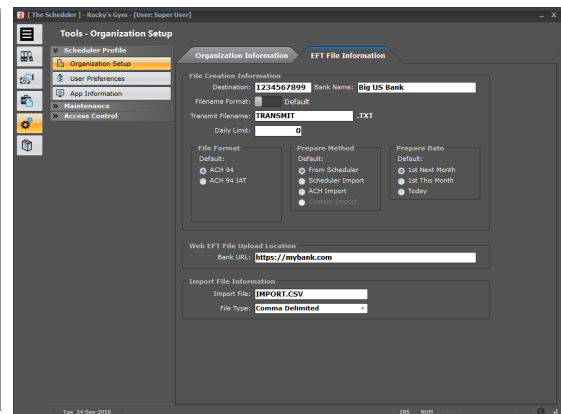 [ The Scheduler ] - Rocky's Gym - [User: Super User]
Tools - Organization Setup
Scheduler Profile
Organization Setup
User Preferences
App Information
Maintenance
Access Control
Organization Information
EFT File Information
File Creation Information
Destination: 1234567899 Bank Name: Big US Bank
Filename Format: Default
Transmit Filename: TRANSMIT .TXT
Daily Limit: 0
File Format
Default:
ACH 94
ACH 94 IAT
Prepare Method
Default:
From Scheduler
Scheduler Import
ACH Import
Custom Import
Prepare Date
Default:
1st Next Month
1st This Month
Today
Web EFT File Upload Location
Bank URL: https://mybank.com
Import File Information
Import File: IMPORT.CSV
File Type: Comma Delimited
Tue 24-Sep-2019 INS NUM